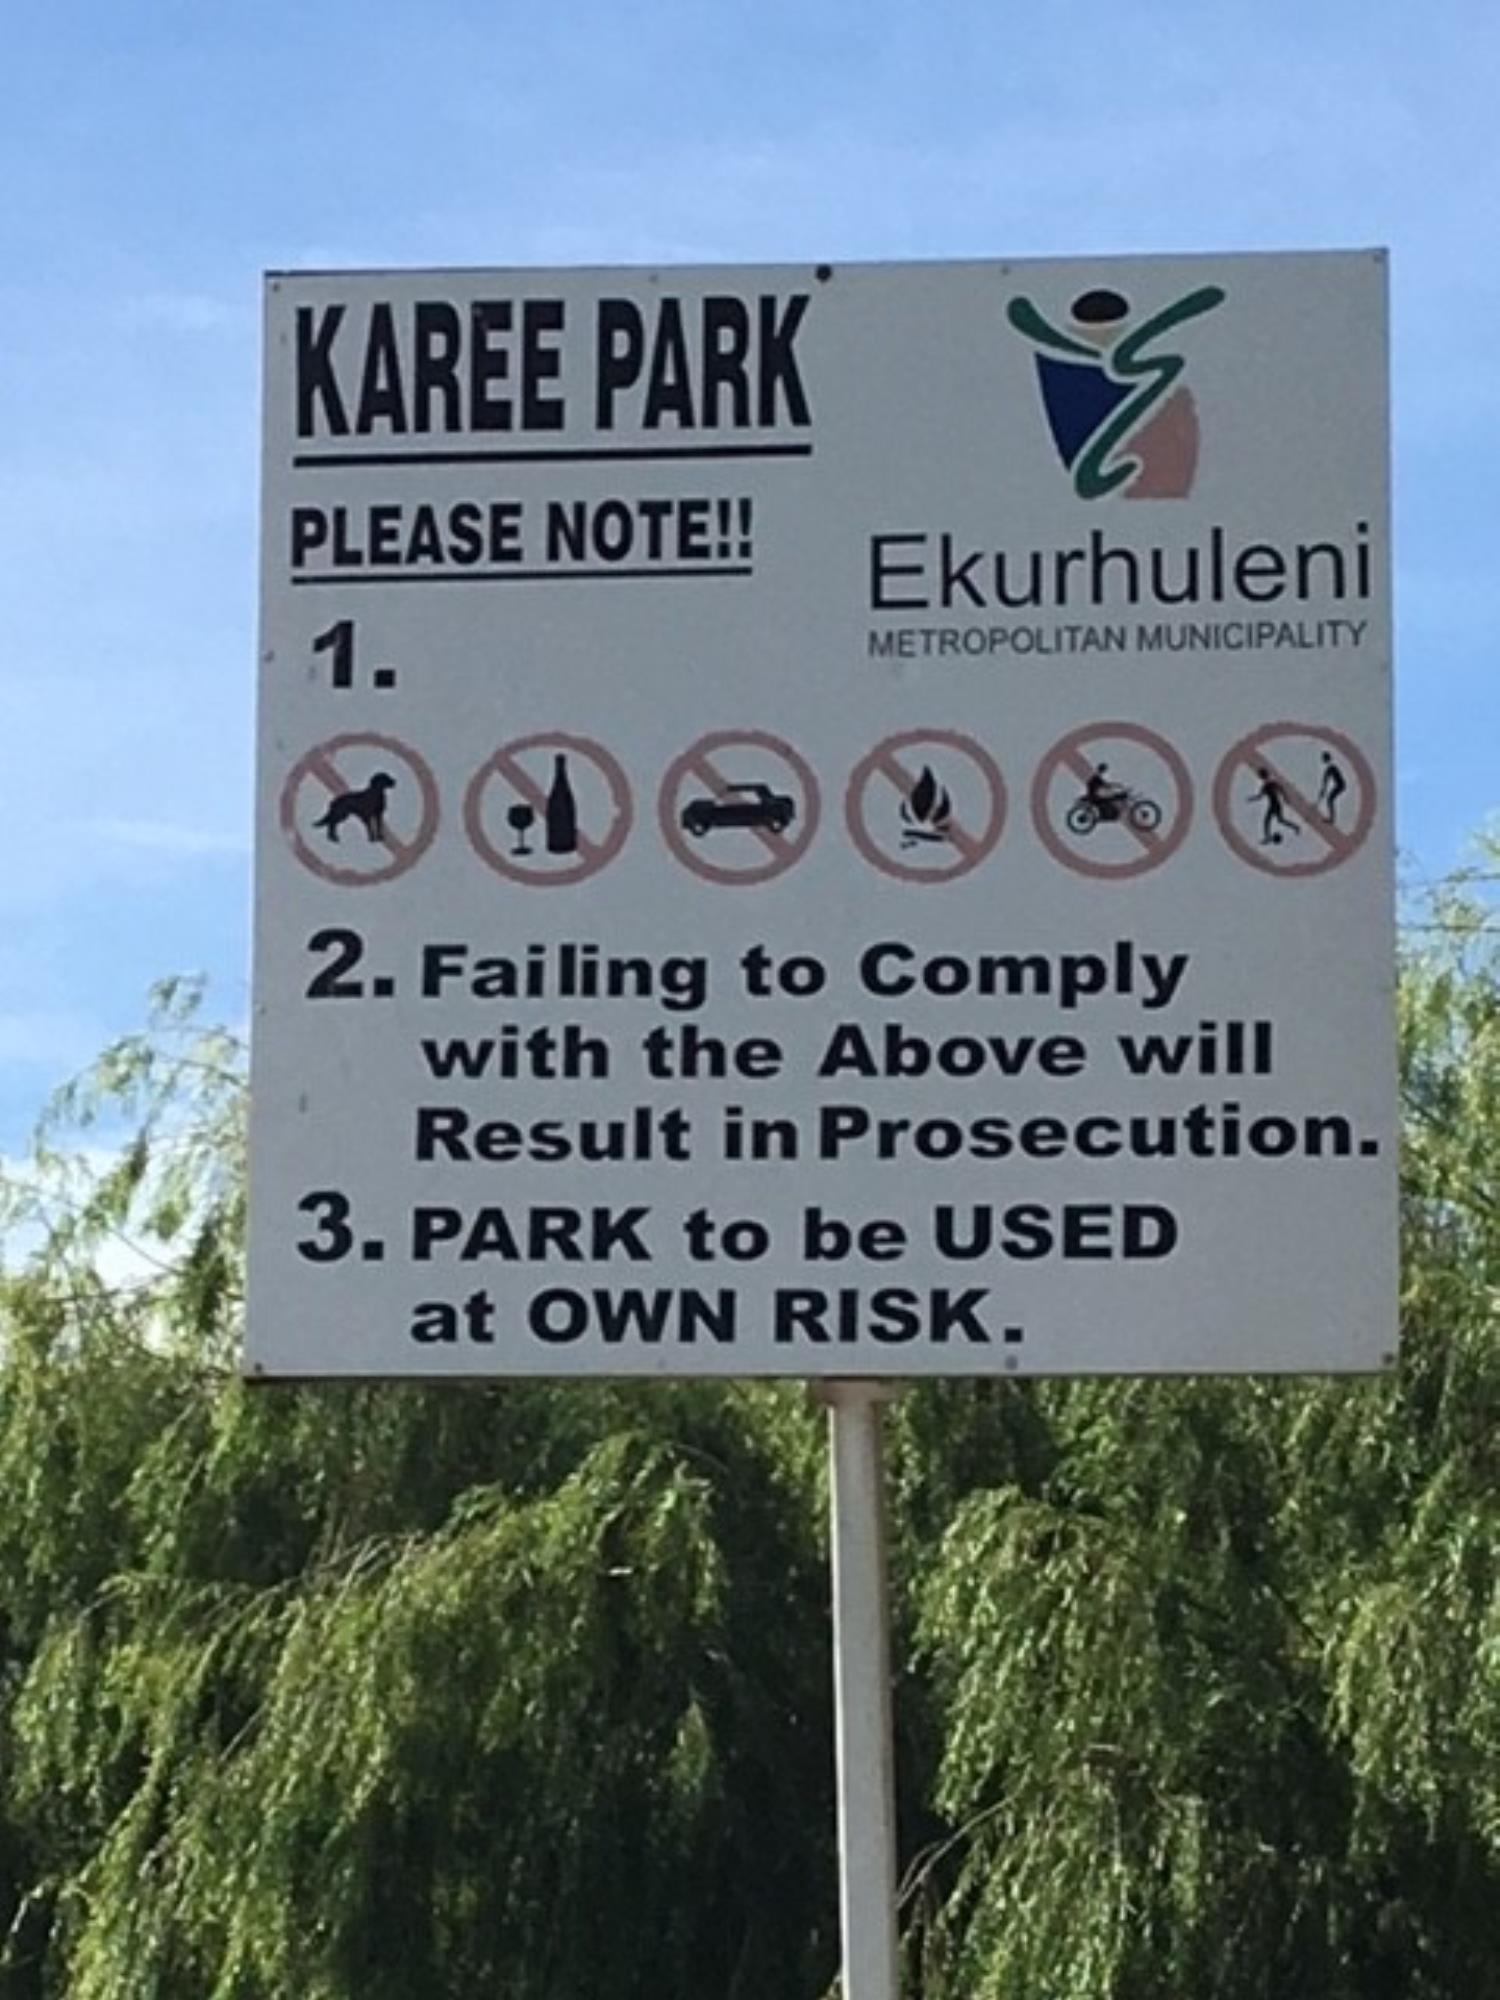 KAREE PARK
PLEASE NOTE!!
Ekurhuleni
METROPOLITAN MUNICIPALITY
1.
2. Failing to Comply
with the Above will
Result in Prosecution.
3. PARK to be USED
at OWN RISK.